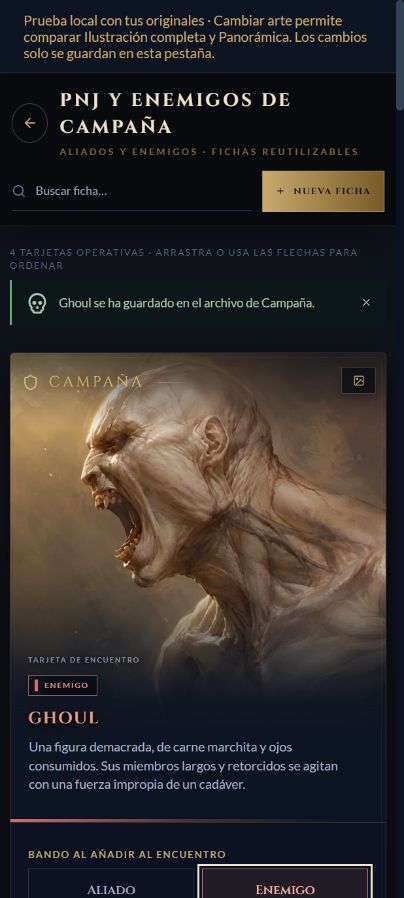 Prueba local con tus originales · Cambiar arte permite
comparar Ilustración completa y Panorámica. Los cambios
solo se guardan en esta pestaña.
PNJ Y ENEMIGOS DE
CAMPAÑA
ALIADOS Y ENEMIGOS · FICHAS REUTILIZABLES
Buscar ficha...
+ NUEVA FICHA
4 TARJETAS OPERATIVAS · ARRASTRA O USA LAS FLECHAS PARA
ORDENAR
Ghoul se ha guardado en el archivo de Campaña.
CAMPAÑA
TARJETA DE ENCUENTRO
ENEMIGO
GHOUL
Una figura demacrada, de carne marchita y ojos
consumidos. Sus miembros largos y retorcidos se agitan
con una fuerza impropia de un cadáver.
BANDO AL AÑADIR AL ENCUENTRO
ALIADO
ENEMIGO